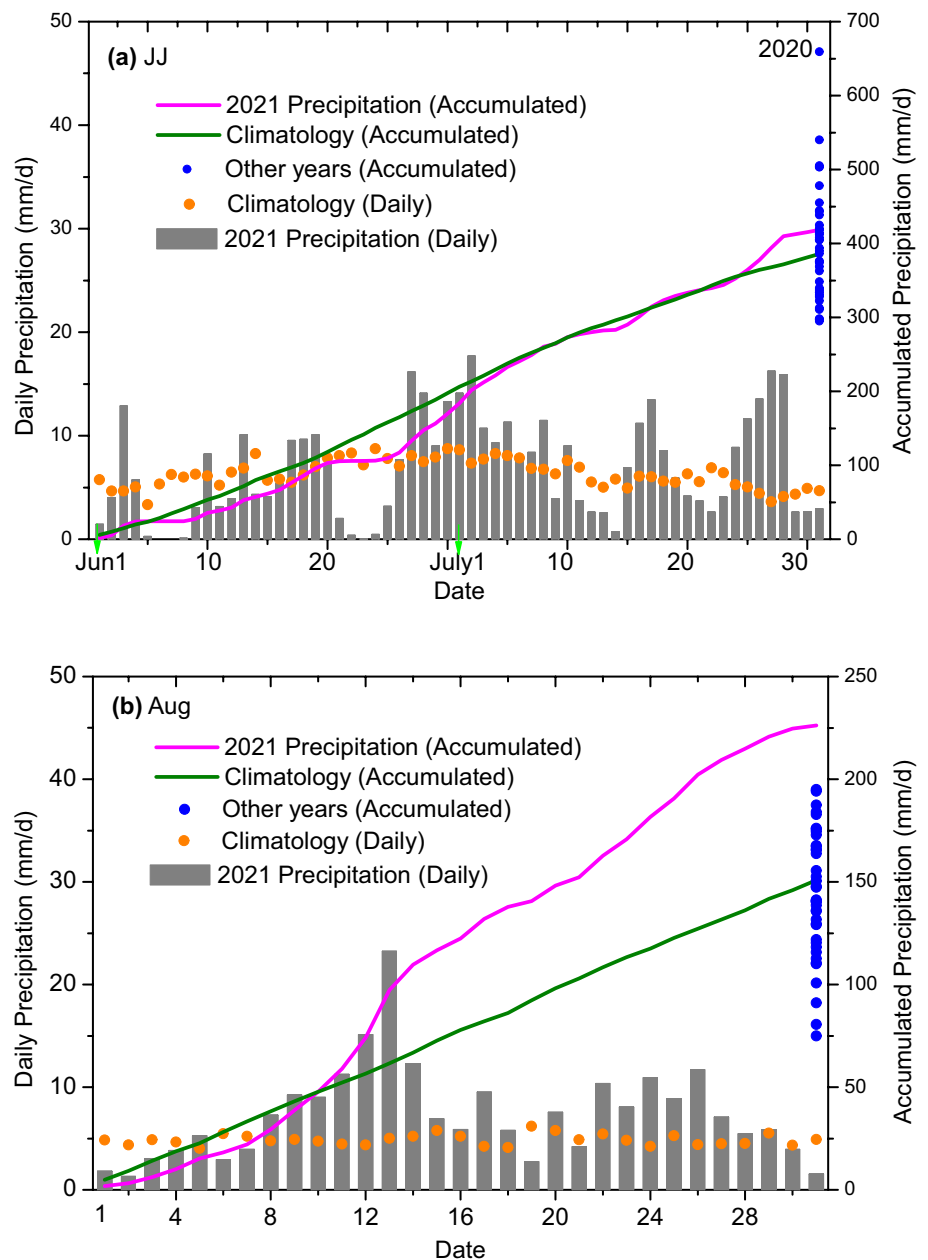 (a) JJ
2020
2021 Precipitation (Accumulated)
Climatology (Accumulated)
Other years (Accumulated)
Climatology (Daily)
2021 Precipitation (Daily)
Daily Precipitation (mm/d)
50
40
30
20
10
0
Accumulated Precipitation (mm/d)
700
600
500
400
300
200
100
0
Jun1 10 20 July1 10 20 30
Date
(b) Aug
2021 Precipitation (Accumulated)
Climatology (Accumulated)
Other years (Accumulated)
Climatology (Daily)
2021 Precipitation (Daily)
Daily Precipitation (mm/d)
50
40
30
20
10
0
Accumulated Precipitation (mm/d)
250
200
150
100
50
0
1 4 8 12 16 20 24 28
Date